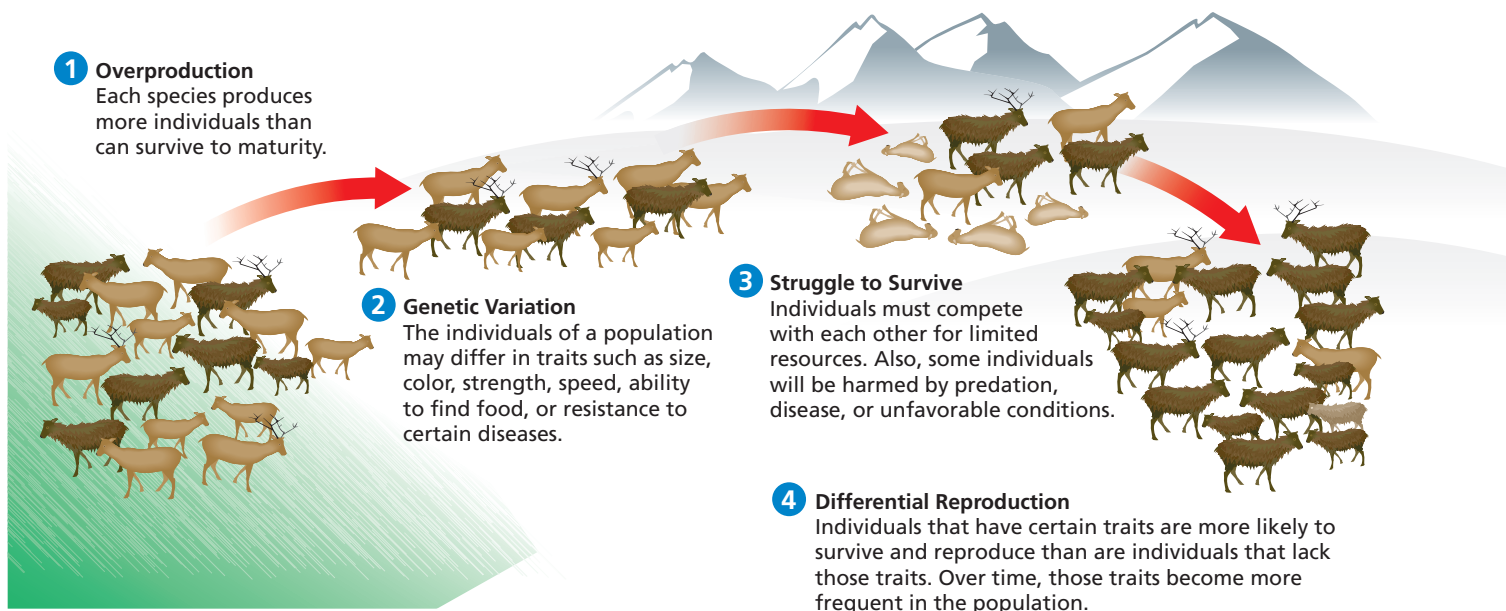 1 Overproduction
Each species produces
more individuals than
can survive to maturity.
2 Genetic Variation
The individuals of a population
may differ in traits such as size,
color, strength, speed, ability
to find food, or resistance to
certain diseases.
3 Struggle to Survive
Individuals must compete
with each other for limited
resources. Also, some individuals
will be harmed by predation,
disease, or unfavorable conditions.
4 Differential Reproduction
Individuals that have certain traits are more likely to
survive and reproduce than are individuals that lack
those traits. Over time, those traits become more
frequent in the population.